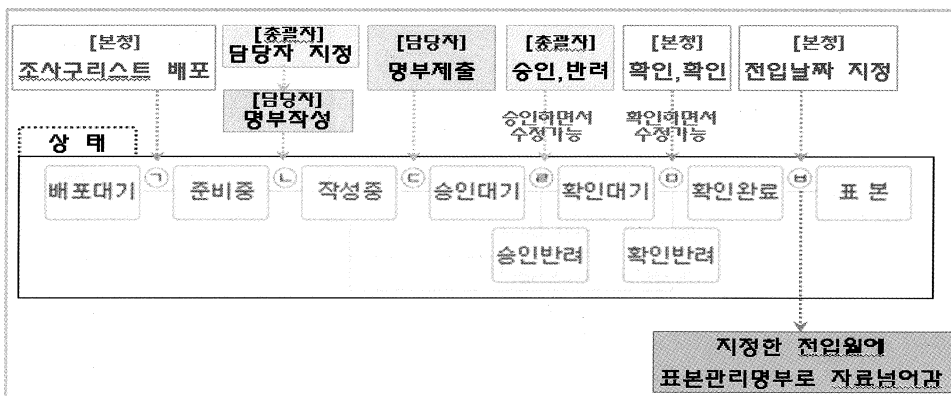 [본청]
조사구리스트 배포
[총괄자]
담당자 지정
[담당자]
명부작성
[담당자]
명부제출
[총괄자]
승인,반려
[본청]
확인,확인
[본청]
전입날짜 지정
승인하면서
수정가능
확인하면서
수정가능
상 태
배포대기 ㉠ 준비중 ㉡ 작성중 ㉢ 승인대기 ㉣ 확인대기 ㉤ 확인완료 ㉥ 표 본
승인반려 확인반려
지정한 전입월에
표본관리명부로 자료넘어감